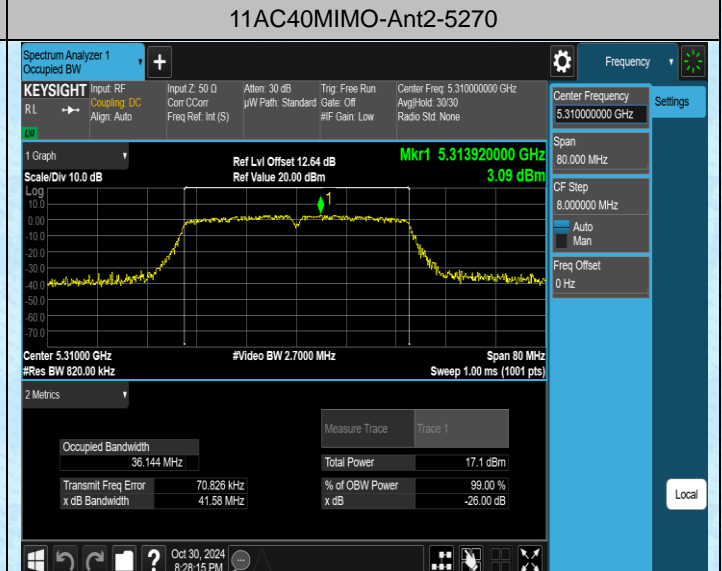 11AC40MIMO-Ant2-5270
Spectrum Analyzer 1
Occupied BW
Frequency
KEYSIGHT
R L
Input: RF
Coupling: DC
Align: Auto
Input Z: 50 Ω
Corr CCorr
Freq Ref: Int (S)
Atten: 30 dB
µW Path: Standard
Trig: Free Run
Gate: Off
#IF Gain: Low
Center Freq: 5.310000000 GHz
Avg|Hold: 30/30
Radio Std: None
Center Frequency
5.310000000 GHz
Settings
Span
80.000 MHz
CF Step
8.000000 MHz
Auto
Man
Freq Offset
0 Hz
1 Graph
Scale/Div 10.0 dB
Ref Lvl Offset 12.64 dB
Ref Value 20.00 dBm
Mkr1 5.313920000 GHz
3.09 dBm
Log
10.0
0.00
-10.0
-20.0
-30.0
-40.0
-50.0
-60.0
-70.0
1
Center 5.31000 GHz
#Res BW 820.00 kHz
#Video BW 2.7000 MHz
Span 80 MHz
Sweep 1.00 ms (1001 pts)
2 Metrics
Measure Trace
Trace 1
Occupied Bandwidth
36.144 MHz
Total Power
17.1 dBm
Transmit Freq Error
70.826 kHz
% of OBW Power
99.00 %
x dB Bandwidth
41.58 MHz
x dB
-26.00 dB
Local
?
Oct 30, 2024
8:28:15 PM